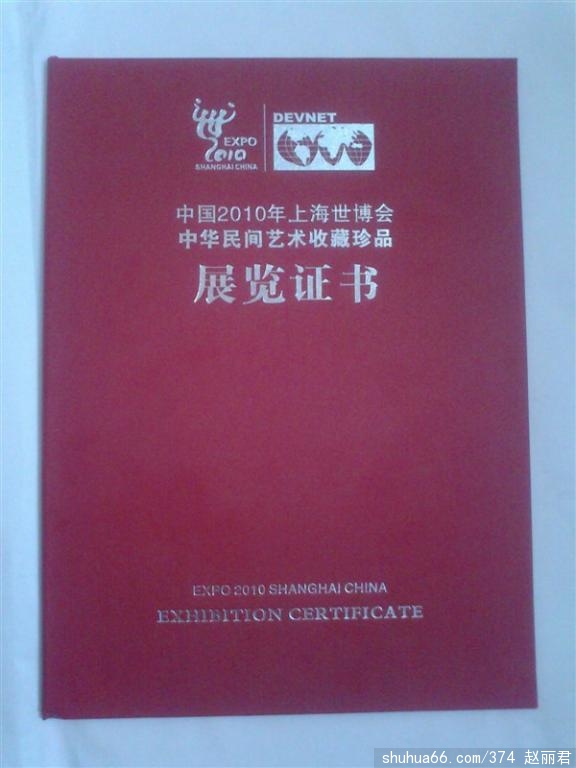 EXPO
2010
SHANGHAI CHINA
DEVNET
中国2010年上海世博会
中华民间艺术收藏珍品
展览证书
EXPO 2010 SHANGHAI CHINA
EXHIBITION CERTIFICATE
shuhua66.com/374 赵丽君